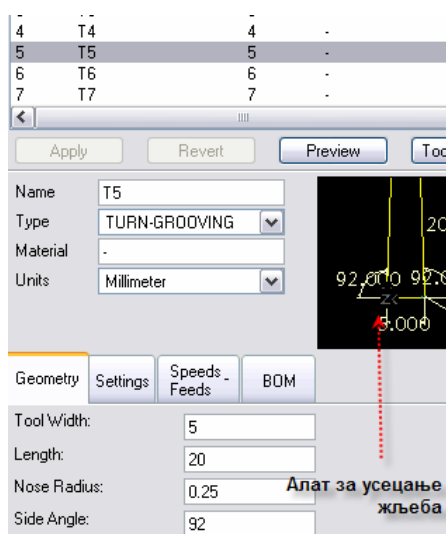 4 T4 4 -
5 T5 5 -
6 T6 6 -
7 T7 7 -
Apply Revert Preview
Name T5
Type TURN-GROOVING
Material -
Units Millimeter
20
92.000 92.0
5.000
Geometry Settings Speeds - Feeds BOM
Tool Width: 5
Length: 20
Nose Radius: 0.25
Side Angle: 92
Алат за усецање
жљеба